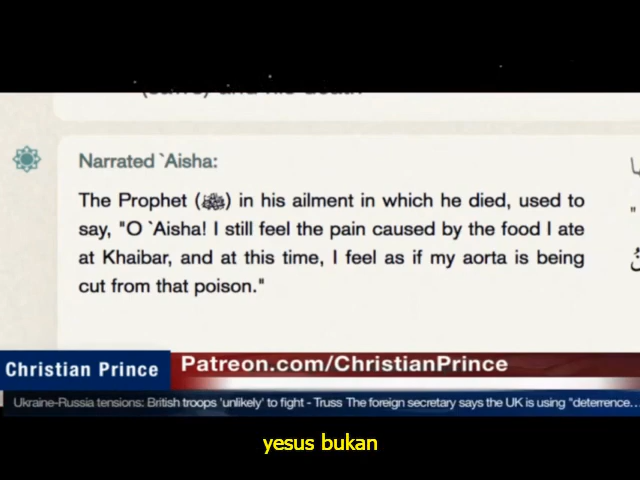 and his death
Narrated `Aisha:
The Prophet (ﷺ) in his ailment in which he died, used to
say, "O `Aisha! I still feel the pain caused by the food I ate
at Khaibar, and at this time, I feel as if my aorta is being
cut from that poison."
Christian Prince
Patreon.com/ChristianPrince
Ukraine-Russia tensions: British troops 'unlikely' to fight - Truss The foreign secretary says the UK is using "deterrence...
yesus bukan